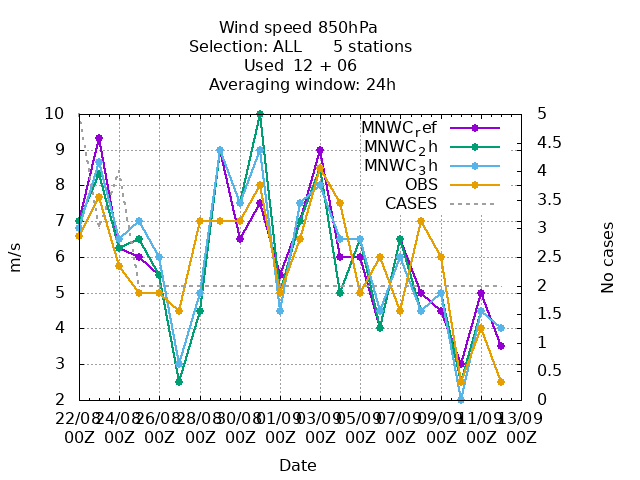 Wind speed 850hPa
Selection: ALL 5 stations
Used 12 + 06
Averaging window: 24h
MNWC_ref
MNWC_2h
MNWC_3h
OBS
CASES
10
9
8
7
6
5
4
3
2
m/s
5
4.5
4
3.5
3
2.5
2
1.5
1
0.5
0
No cases
22/08 24/08 26/08 28/08 30/08 01/09 03/09 05/09 07/09 09/09 11/09 13/09
00Z 00Z 00Z 00Z 00Z 00Z 00Z 00Z 00Z 00Z 00Z 00Z
Date